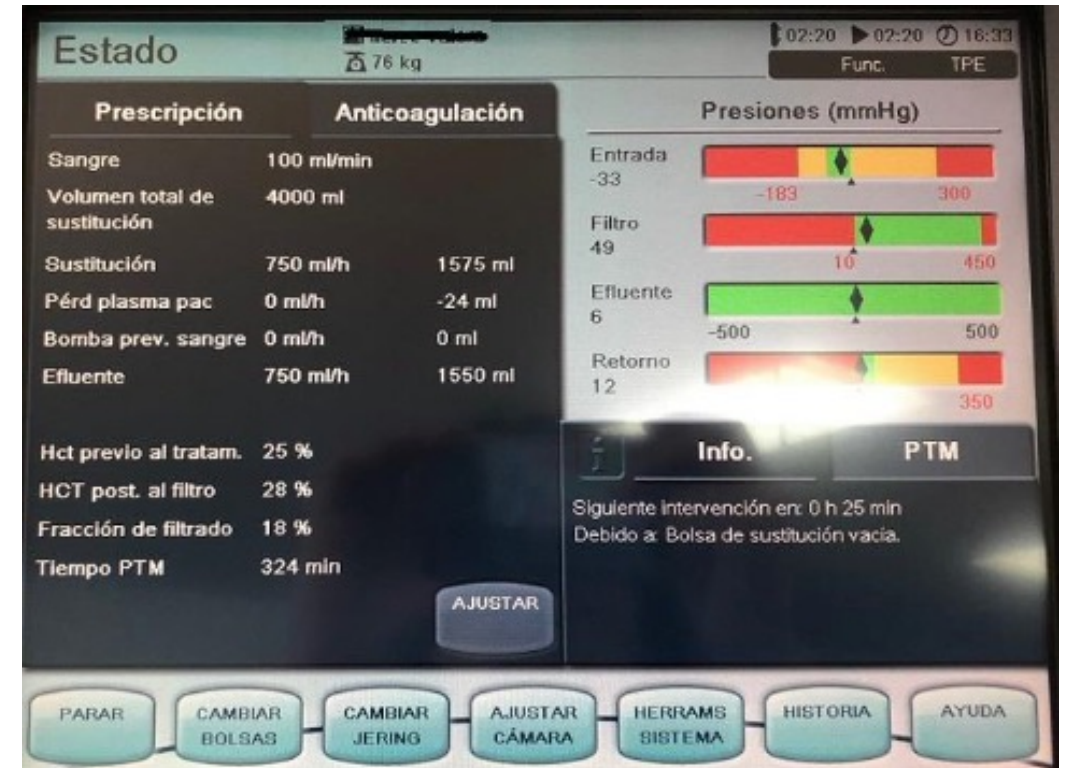 Estado
76 kg
02:20 02:20 16:33
Func. TPE
Prescripción Anticoagulación
Sangre 100 ml/min
Volumen total de 4000 ml
sustitución
Sustitución 750 ml/h 1575 ml
Pérd plasma pac 0 ml/h -24 ml
Bomba prev. sangre 0 ml/h 0 ml
Efluente 750 ml/h 1550 ml
Hct previo al tratam. 25 %
HCT post. al filtro 28 %
Fracción de filtrado 18 %
Tiempo PTM 324 min
AJUSTAR
Presiones (mmHg)
Entrada
-33
-183 300
Filtro
49
10 450
Efluente
6
-500 500
Retorno
12
350
i Info. PTM
Siguiente intervención en: 0 h 25 min
Debido a: Bolsa de sustitución vacía.
PARAR
CAMBIAR
BOLSAS
CAMBIAR
JERING
AJUSTAR
CÁMARA
HERRAMS
SISTEMA
HISTORIA
AYUDA